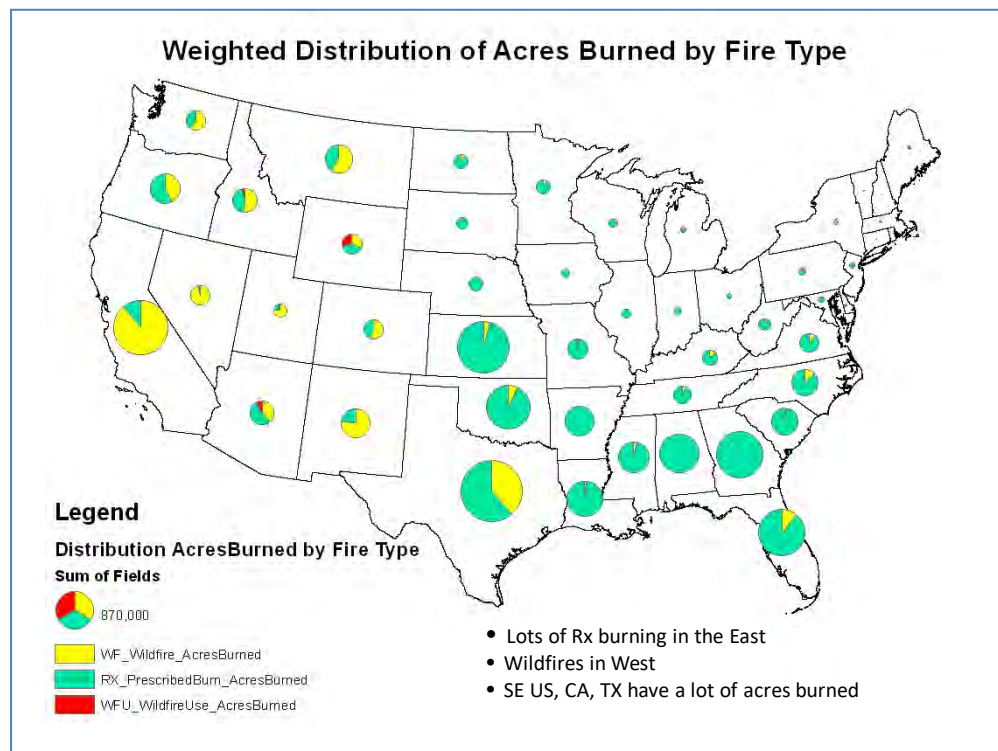 Weighted Distribution of Acres Burned by Fire Type
Legend
Distribution AcresBurned by Fire Type
Sum of Fields
870,000
WF_Wildfire_AcresBurned
RX_PrescribedBurn_AcresBurned
WFU_WildfireUse_AcresBurned
• Lots of Rx burning in the East
• Wildfires in West
• SE US, CA, TX have a lot of acres burned